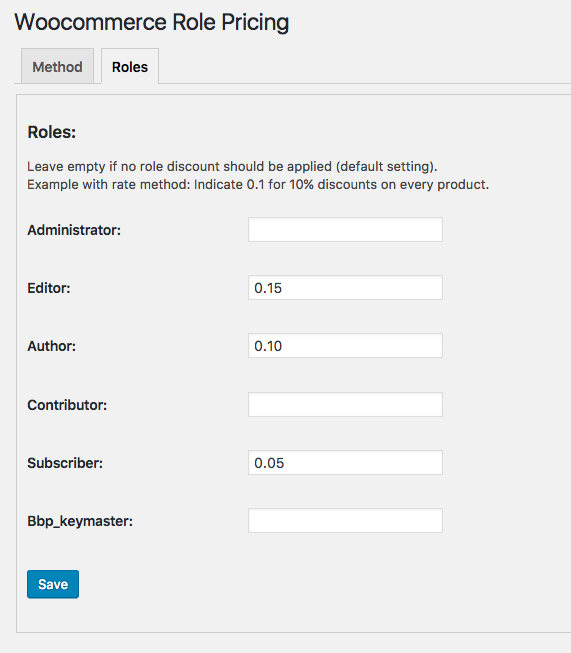 Woocommerce Role Pricing
Method Roles
Roles:
Leave empty if no role discount should be applied (default setting).
Example with rate method: Indicate 0.1 for 10% discounts on every product.
Administrator:
Editor: 0.15
Author: 0.10
Contributor:
Subscriber: 0.05
Bbp_keymaster:
Save